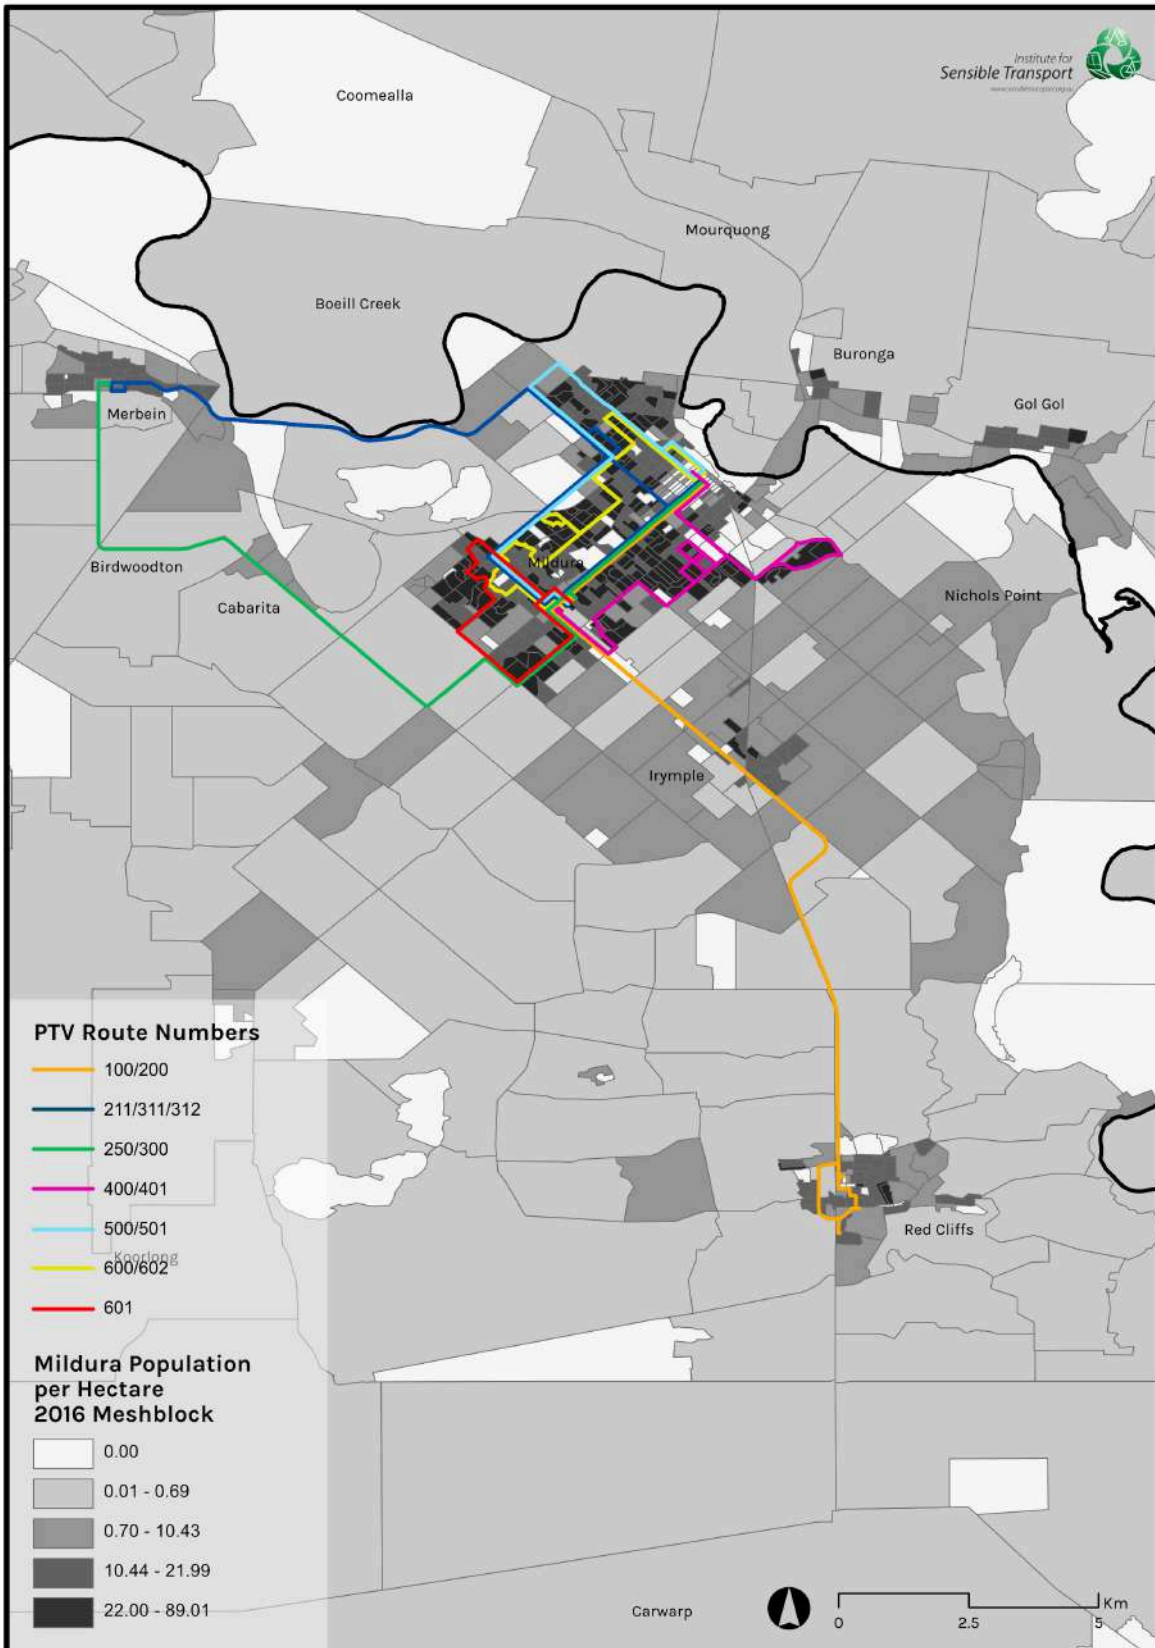 Institute for
Sensible Transport
Coomealla
Mourquong
Boeill Creek
Buronga
Gol Gol
Merbein
Mildura
Birdwoodton
Nichols Point
Cabarita
Irymple
PTV Route Numbers
100/200
211/311/312
250/300
400/401
500/501
Koorlong
600/602
601
Red Cliffs
Mildura Population
per Hectare
2016 Meshblock
0.00
0.01 - 0.69
0.70 - 10.43
10.44 - 21.99
22.00 - 89.01
Carwarp
Km
0 2.5 5